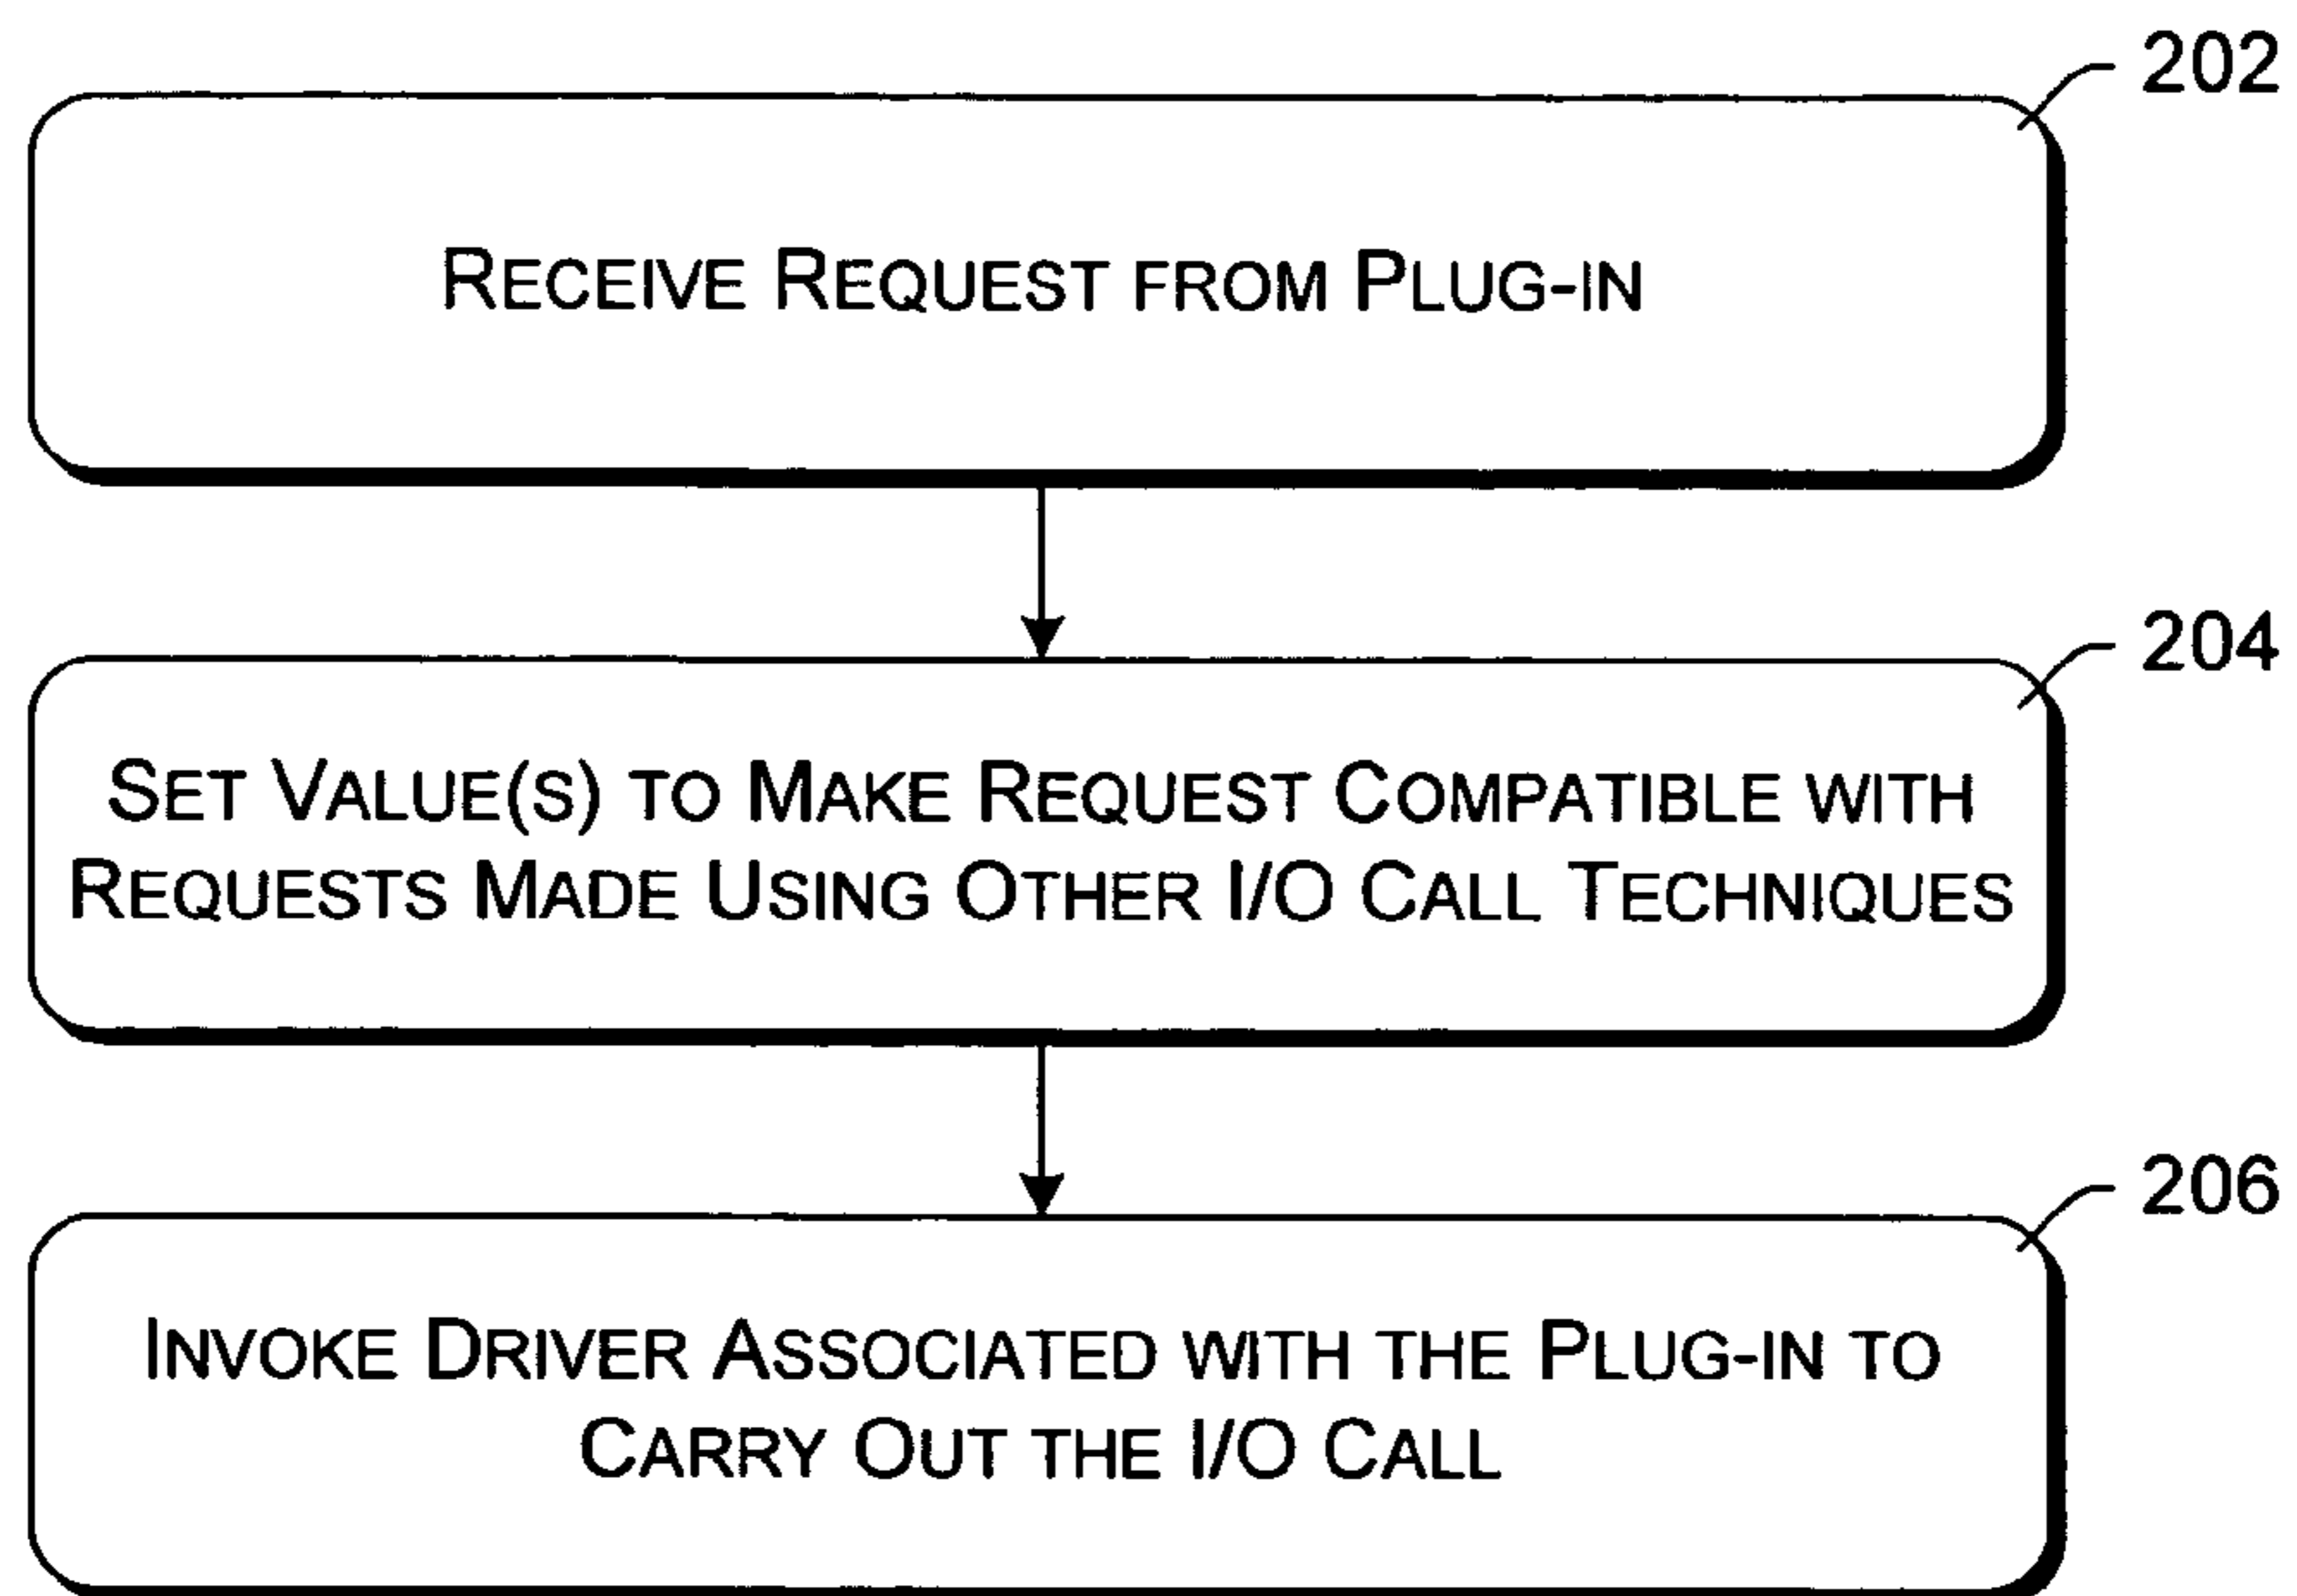 202
RECEIVE REQUEST FROM PLUG-IN
204
SET VALUE(S) TO MAKE REQUEST COMPATIBLE WITH
REQUESTS MADE USING OTHER I/O CALL TECHNIQUES
206
INVOKE DRIVER ASSOCIATED WITH THE PLUG-IN TO
CARRY OUT THE I/O CALL